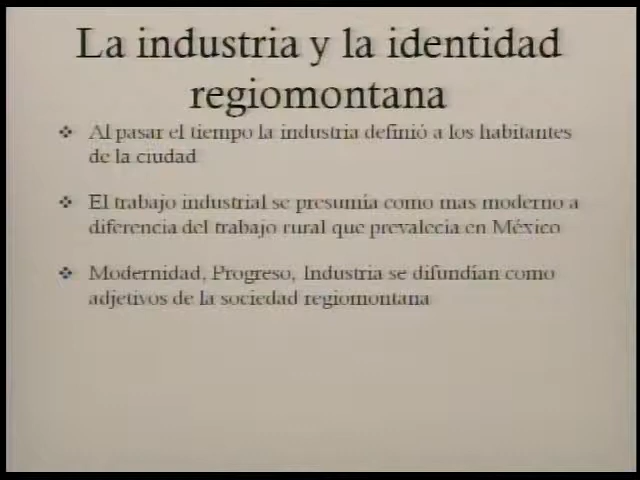 La industria y la identidad
regiomontana
Al pasar el tiempo la industria definió a los habitantes
de la ciudad
El trabajo industrial se presumía como mas moderno a
diferencia del trabajo rural que prevalecía en México
Modernidad, Progreso, Industria se difundían como
adjetivos de la sociedad regiomontana